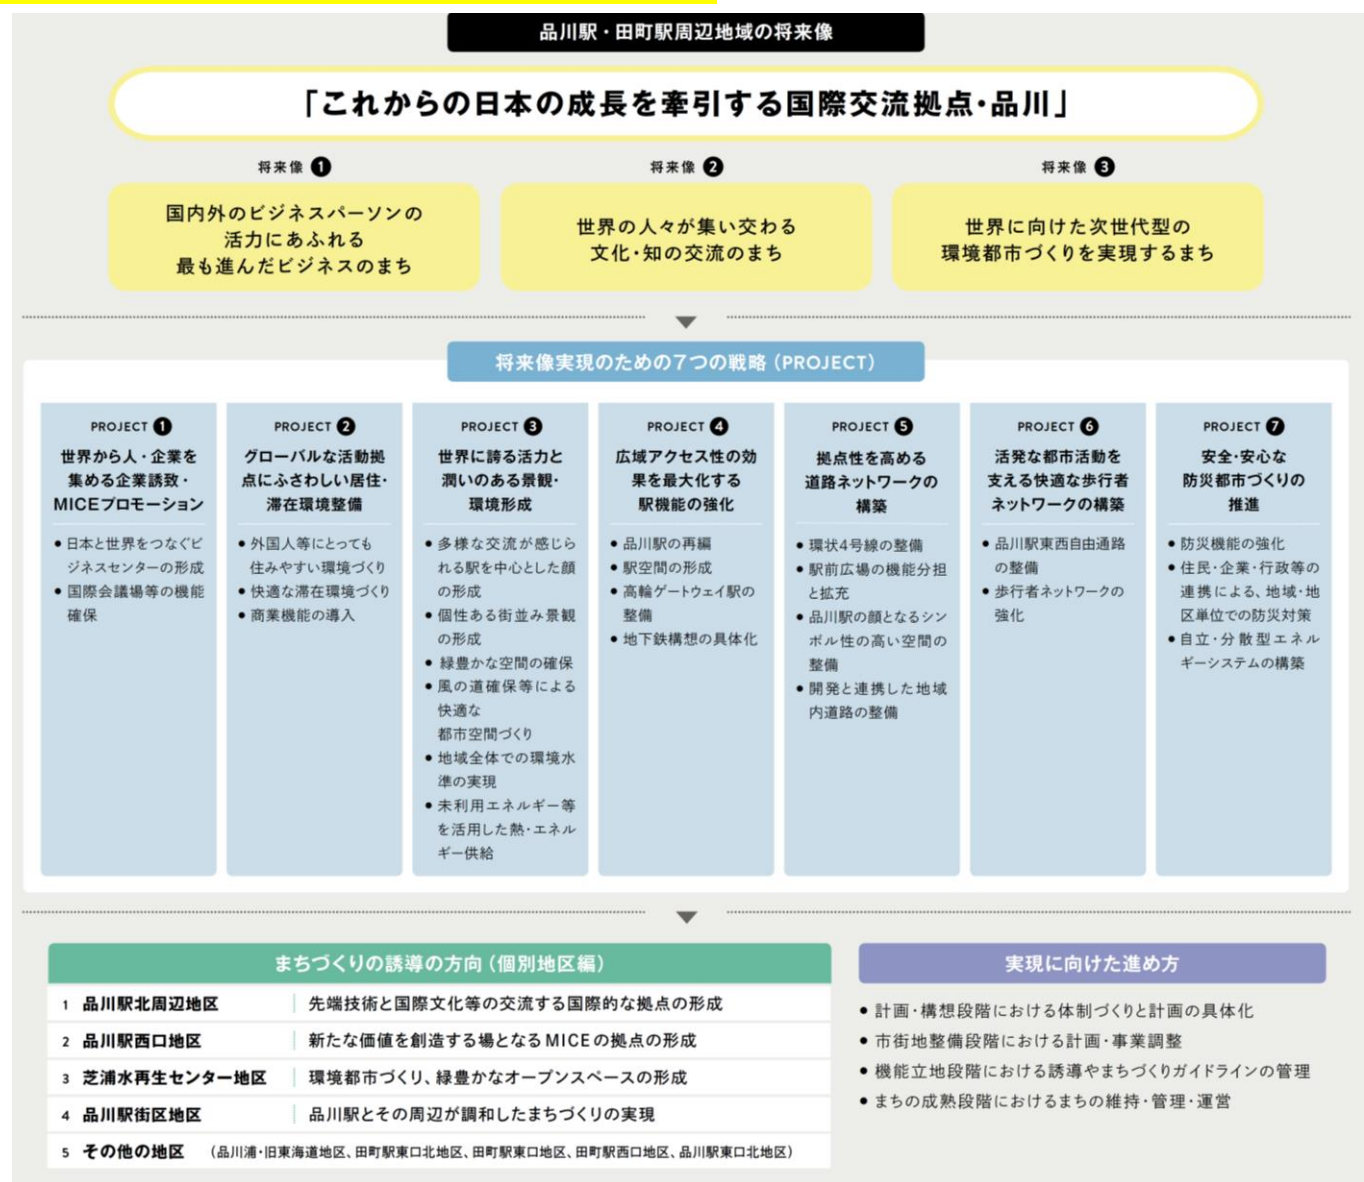 品川駅・田町駅周辺地域の将来像
「これからの日本の成長を牽引する国際交流拠点・品川」
将来像 ❶
国内外のビジネスパーソンの
活力にあふれる
最も進んだビジネスのまち
将来像 ❷
世界の人々が集い交わる
文化・知の交流のまち
将来像 ❸
世界に向けた次世代型の
環境都市づくりを実現するまち
将来像実現のための7つの戦略（PROJECT）
PROJECT ❶
世界から人・企業を
集める企業誘致・
MICEプロモーション
● 日本と世界をつなぐビ
ジネスセンターの形成
● 国際会議場等の機能
確保
PROJECT ❷
グローバルな活動拠
点にふさわしい居住・
滞在環境整備
● 外国人等にとっても
住みやすい環境づくり
● 快適な滞在環境づくり
● 商業機能の導入
PROJECT ❸
世界に誇る活力と
潤いのある景観・
環境形成
● 多様な交流が感じら
れる駅を中心とした顔
の形成
● 個性ある街並み景観
の形成
● 緑豊かな空間の確保
● 風の道確保等による
快適な
都市空間づくり
● 地域全体での環境水
準の実現
● 未利用エネルギー等
を活用した熱・エネル
ギー供給
PROJECT ❹
広域アクセス性の効
果を最大化する
駅機能の強化
● 品川駅の再編
● 駅空間の形成
● 高輪ゲートウェイ駅の
整備
● 地下鉄構想の具体化
PROJECT ❺
拠点性を高める
道路ネットワークの
構築
● 環状4号線の整備
● 駅前広場の機能分担
と拡充
● 品川駅の顔となるシン
ボル性の高い空間の
整備
● 開発と連携した地域
内道路の整備
PROJECT ❻
活発な都市活動を
支える快適な歩行者
ネットワークの構築
● 品川駅東西自由通路
の整備
● 歩行者ネットワークの
強化
PROJECT ❼
安全・安心な
防災都市づくりの
推進
● 防災機能の強化
● 住民・企業・行政等の
連携による、地域・地
区単位での防災対策
● 自立・分散型エネル
ギーシステムの構築
まちづくりの誘導の方向（個別地区編）
1 品川駅北周辺地区 先端技術と国際文化等の交流する国際的な拠点の形成
2 品川駅西口地区 新たな価値を創造する場となるMICEの拠点の形成
3 芝浦水再生センター地区 環境都市づくり、緑豊かなオープンスペースの形成
4 品川駅街区地区 品川駅とその周辺が調和したまちづくりの実現
5 その他の地区 （品川浦・旧東海道地区、田町駅東口北地区、田町駅東口地区、田町駅西口地区、品川駅東口北地区）
実現に向けた進め方
● 計画・構想段階における体制づくりと計画の具体化
● 市街地整備段階における計画・事業調整
● 機能立地段階における誘導やまちづくりガイドラインの管理
● まちの成熟段階におけるまちの維持・管理・運営